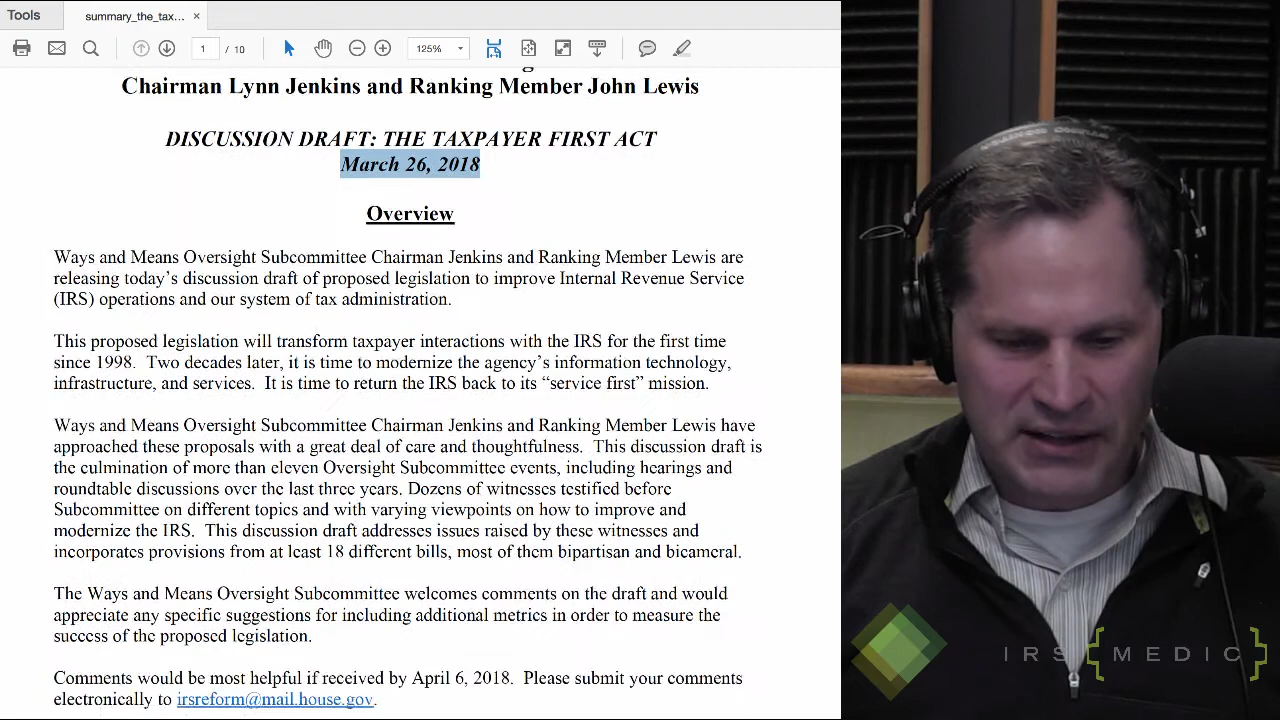 Tools
summary_the_tax... ×
1 / 10
125%
Chairman Lynn Jenkins and Ranking Member John Lewis
DISCUSSION DRAFT: THE TAXPAYER FIRST ACT
March 26, 2018
Overview
Ways and Means Oversight Subcommittee Chairman Jenkins and Ranking Member Lewis are
releasing today’s discussion draft of proposed legislation to improve Internal Revenue Service
(IRS) operations and our system of tax administration.
This proposed legislation will transform taxpayer interactions with the IRS for the first time
since 1998.  Two decades later, it is time to modernize the agency’s information technology,
infrastructure, and services.  It is time to return the IRS back to its “service first” mission.
Ways and Means Oversight Subcommittee Chairman Jenkins and Ranking Member Lewis have
approached these proposals with a great deal of care and thoughtfulness.  This discussion draft is
the culmination of more than eleven Oversight Subcommittee events, including hearings and
roundtable discussions over the last three years. Dozens of witnesses testified before
Subcommittee on different topics and with varying viewpoints on how to improve and
modernize the IRS.  This discussion draft addresses issues raised by these witnesses and
incorporates provisions from at least 18 different bills, most of them bipartisan and bicameral.
The Ways and Means Oversight Subcommittee welcomes comments on the draft and would
appreciate any specific suggestions for including additional metrics in order to measure the
success of the proposed legislation.
Comments would be most helpful if received by April 6, 2018.  Please submit your comments
electronically to irsreform@mail.house.gov.
IRS{MEDIC}